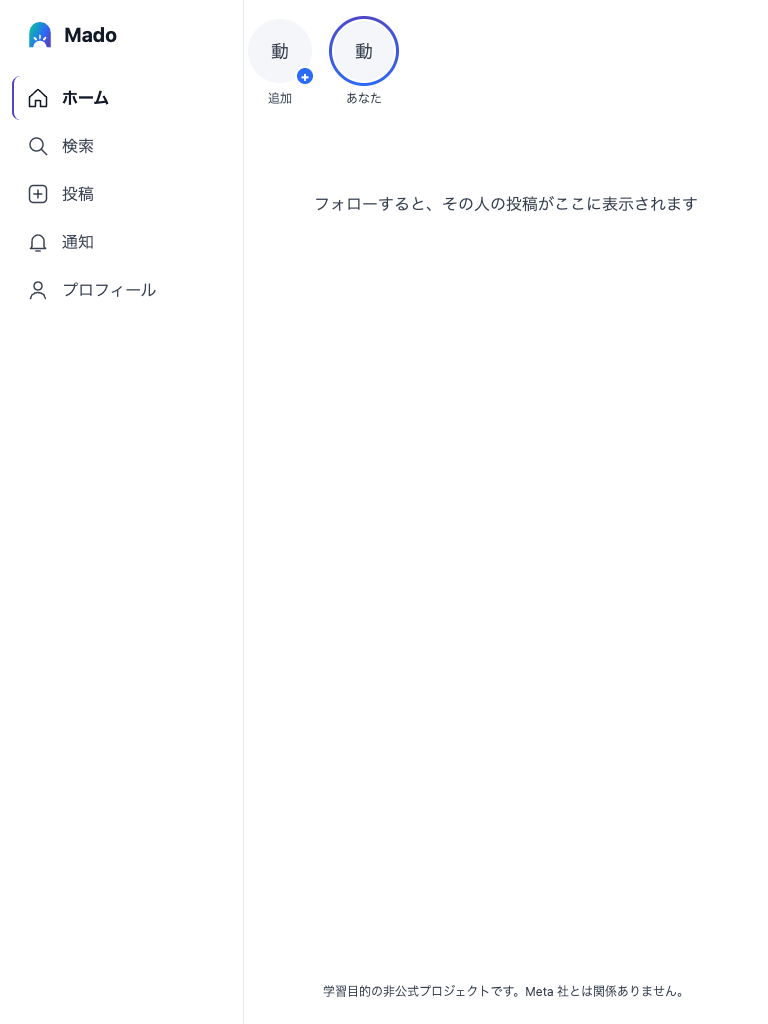 Mado
ホーム
検索
投稿
通知
プロフィール
動
追加
動
あなた
フォローすると、その人の投稿がここに表示されます
学習目的の非公式プロジェクトです。Meta 社とは関係ありません。